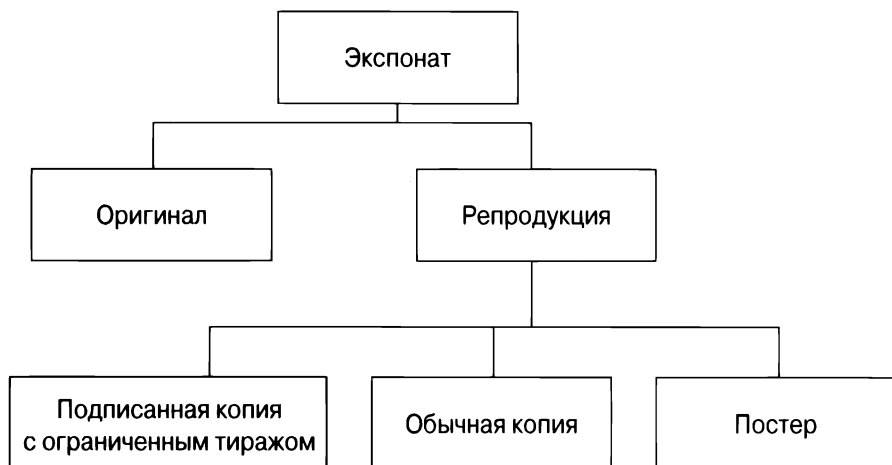 Экспонат
Оригинал
Репродукция
Подписанная копия
с ограниченным тиражом
Обычная копия
Постер